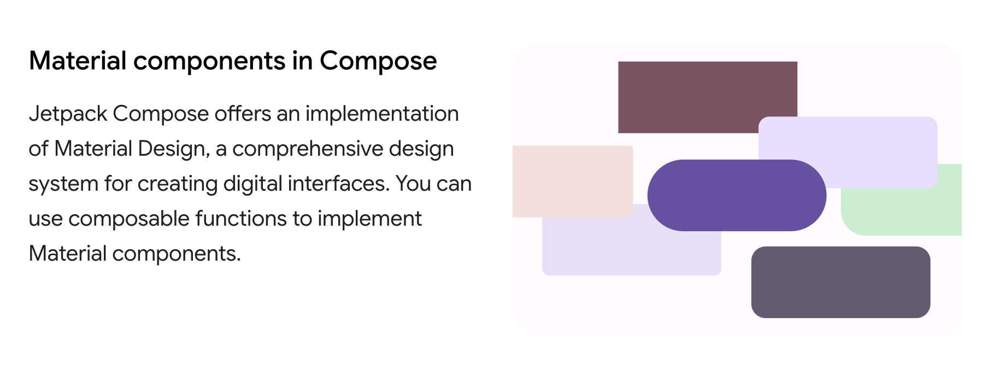 Material components in Compose
Jetpack Compose offers an implementation
of Material Design, a comprehensive design
system for creating digital interfaces. You can
use composable functions to implement
Material components.